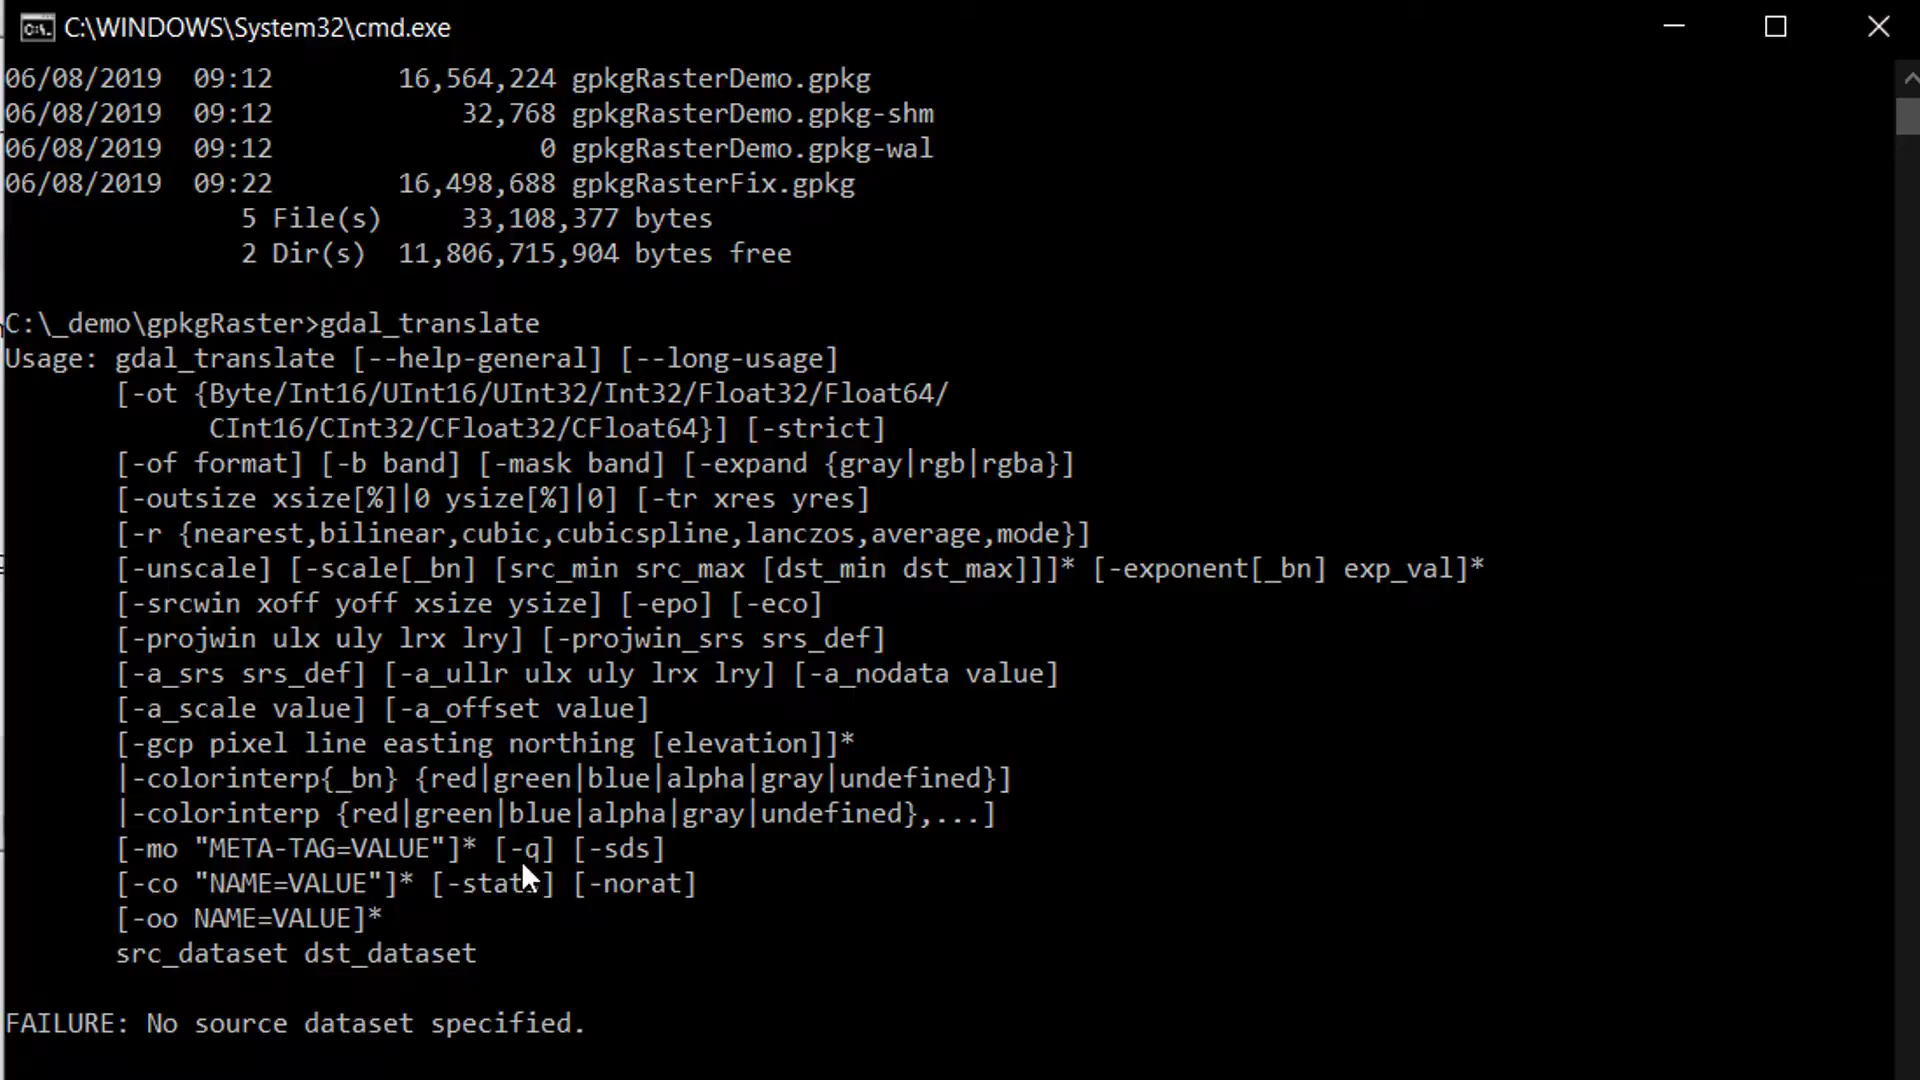 C:\WINDOWS\System32\cmd.exe
06/08/2019  09:12        16,564,224 gpkgRasterDemo.gpkg
06/08/2019  09:12            32,768 gpkgRasterDemo.gpkg-shm
06/08/2019  09:12                 0 gpkgRasterDemo.gpkg-wal
06/08/2019  09:22        16,498,688 gpkgRasterFix.gpkg
               5 File(s)     33,108,377 bytes
               2 Dir(s)  11,806,715,904 bytes free
C:\_demo\gpkgRaster>gdal_translate
Usage: gdal_translate [--help-general] [--long-usage]
       [-ot {Byte/Int16/UInt16/UInt32/Int32/Float32/Float64/
             CInt16/CInt32/CFloat32/CFloat64}] [-strict]
       [-of format] [-b band] [-mask band] [-expand {gray|rgb|rgba}]
       [-outsize xsize[%]|0 ysize[%]|0] [-tr xres yres]
       [-r {nearest,bilinear,cubic,cubicspline,lanczos,average,mode}]
       [-unscale] [-scale[_bn] [src_min src_max [dst_min dst_max]]]* [-exponent[_bn] exp_val]*
       [-srcwin xoff yoff xsize ysize] [-epo] [-eco]
       [-projwin ulx uly lrx lry] [-projwin_srs srs_def]
       [-a_srs srs_def] [-a_ullr ulx uly lrx lry] [-a_nodata value]
       [-a_scale value] [-a_offset value]
       [-gcp pixel line easting northing [elevation]]*
       |-colorinterp{_bn} {red|green|blue|alpha|gray|undefined}]
       |-colorinterp {red|green|blue|alpha|gray|undefined},...]
       [-mo "META-TAG=VALUE"]* [-q] [-sds]
       [-co "NAME=VALUE"]* [-stats] [-norat]
       [-oo NAME=VALUE]*
       src_dataset dst_dataset
FAILURE: No source dataset specified.